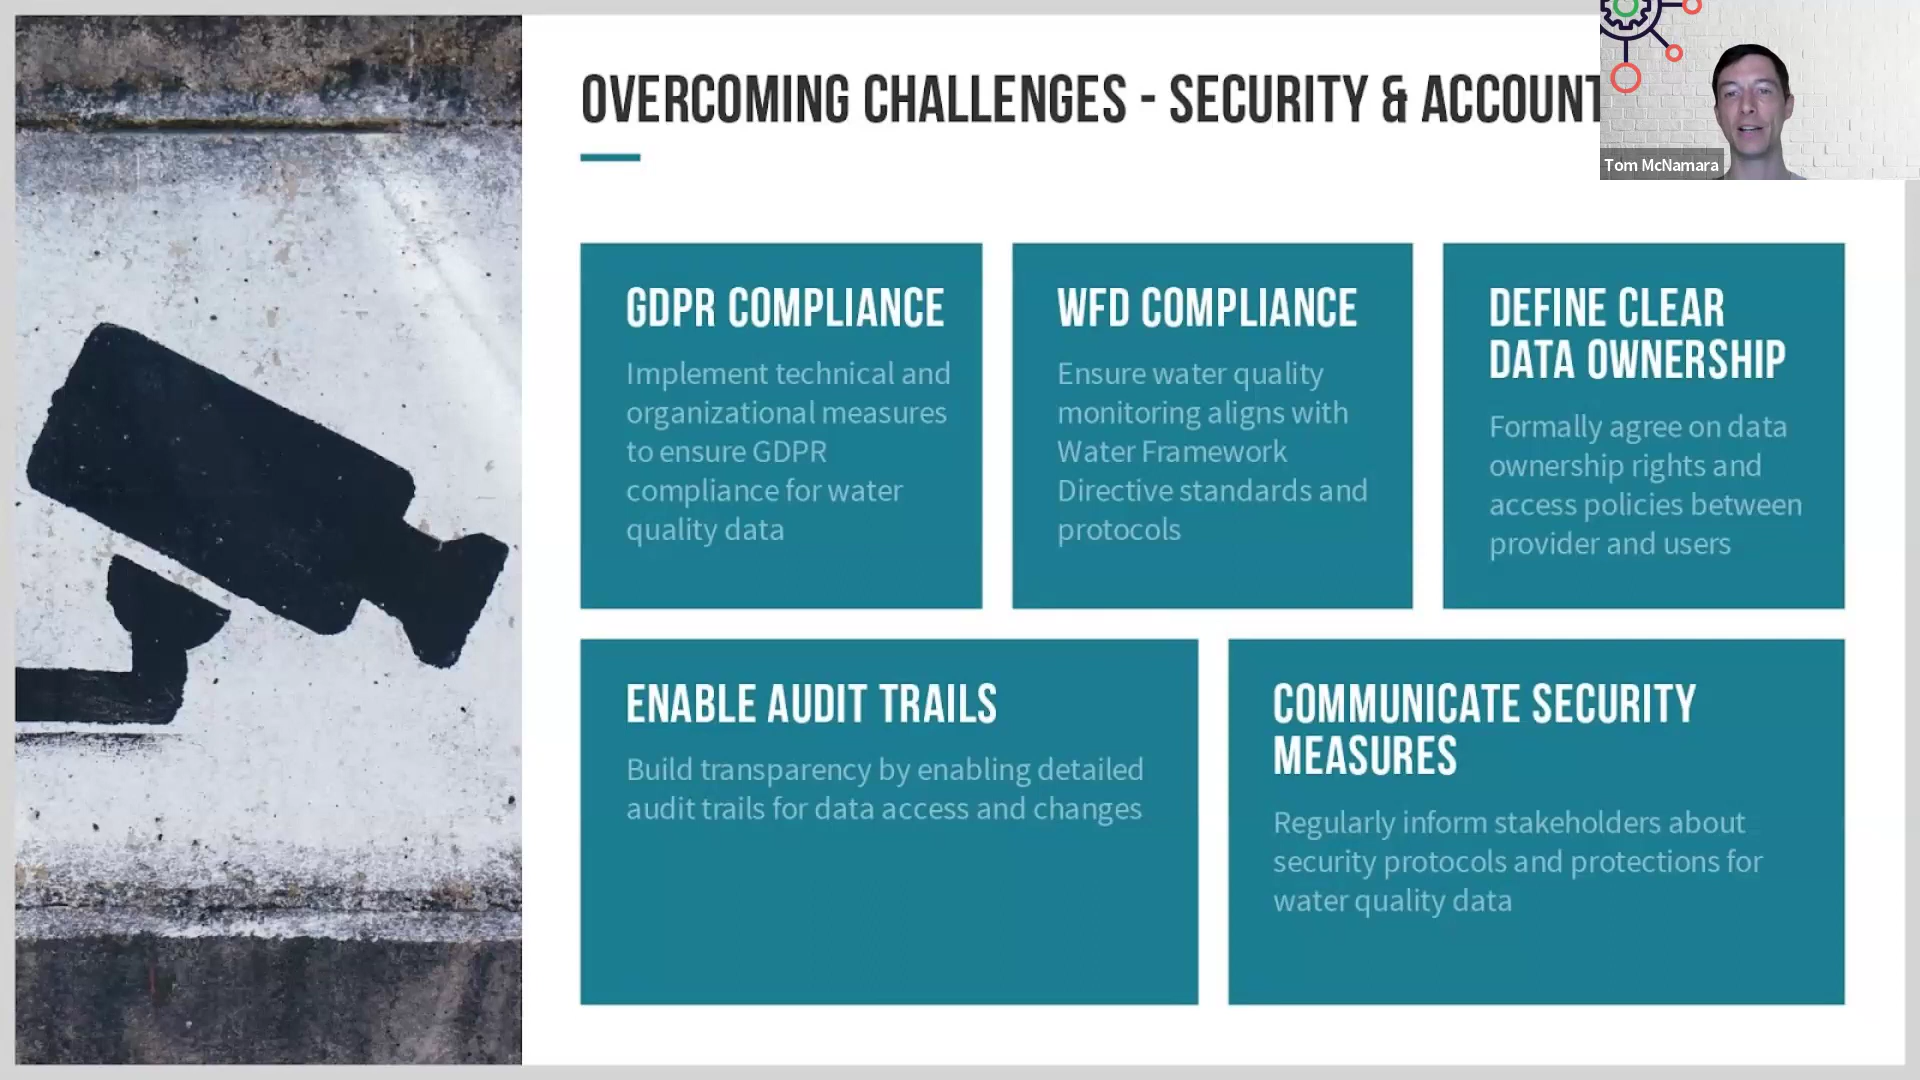 OVERCOMING CHALLENGES - SECURITY & ACCOUNT
Tom McNamara
GDPR COMPLIANCE
Implement technical and
organizational measures
to ensure GDPR
compliance for water
quality data
WFD COMPLIANCE
Ensure water quality
monitoring aligns with
Water Framework
Directive standards and
protocols
DEFINE CLEAR
DATA OWNERSHIP
Formally agree on data
ownership rights and
access policies between
provider and users
ENABLE AUDIT TRAILS
Build transparency by enabling detailed
audit trails for data access and changes
COMMUNICATE SECURITY
MEASURES
Regularly inform stakeholders about
security protocols and protections for
water quality data